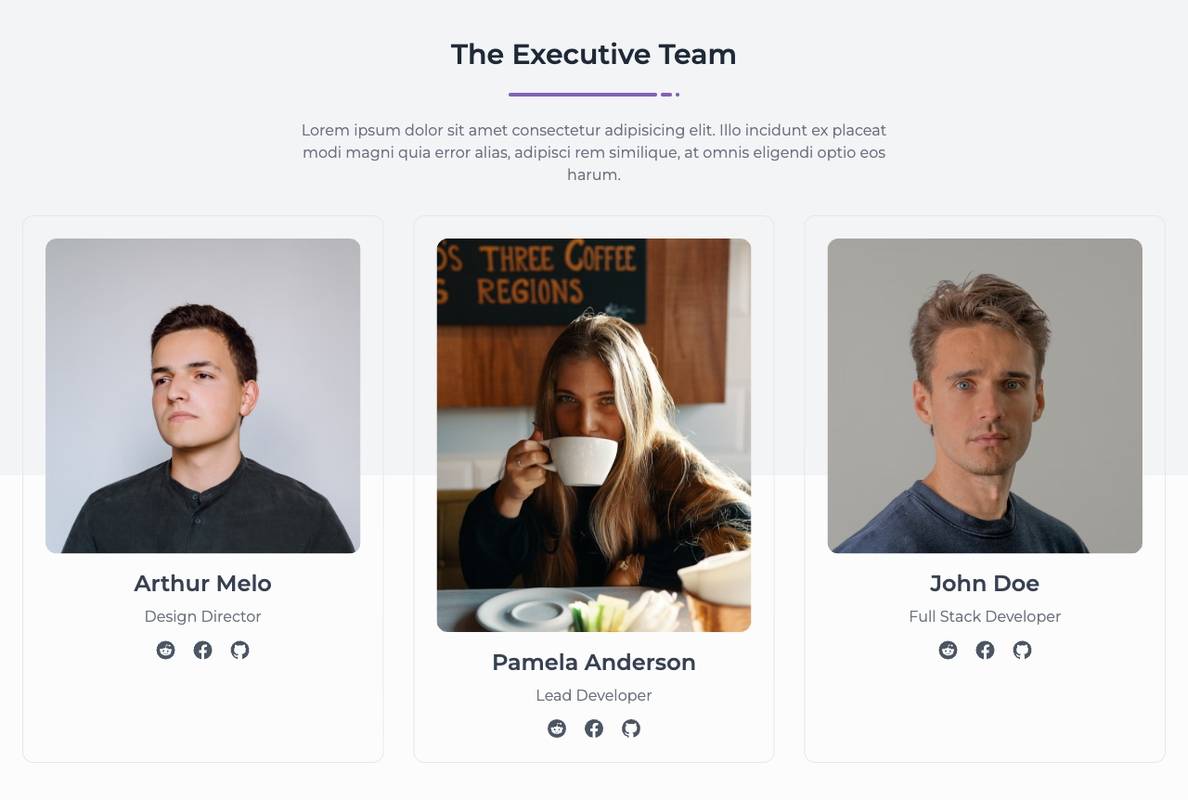 The Executive Team
Lorem ipsum dolor sit amet consectetur adipisicing elit. Illo incidunt ex placeat
modi magni quia error alias, adipisci rem similique, at omnis eligendi optio eos
harum.
THREE COFFEE
REGIONS
Arthur Melo
Design Director
Pamela Anderson
Lead Developer
John Doe
Full Stack Developer